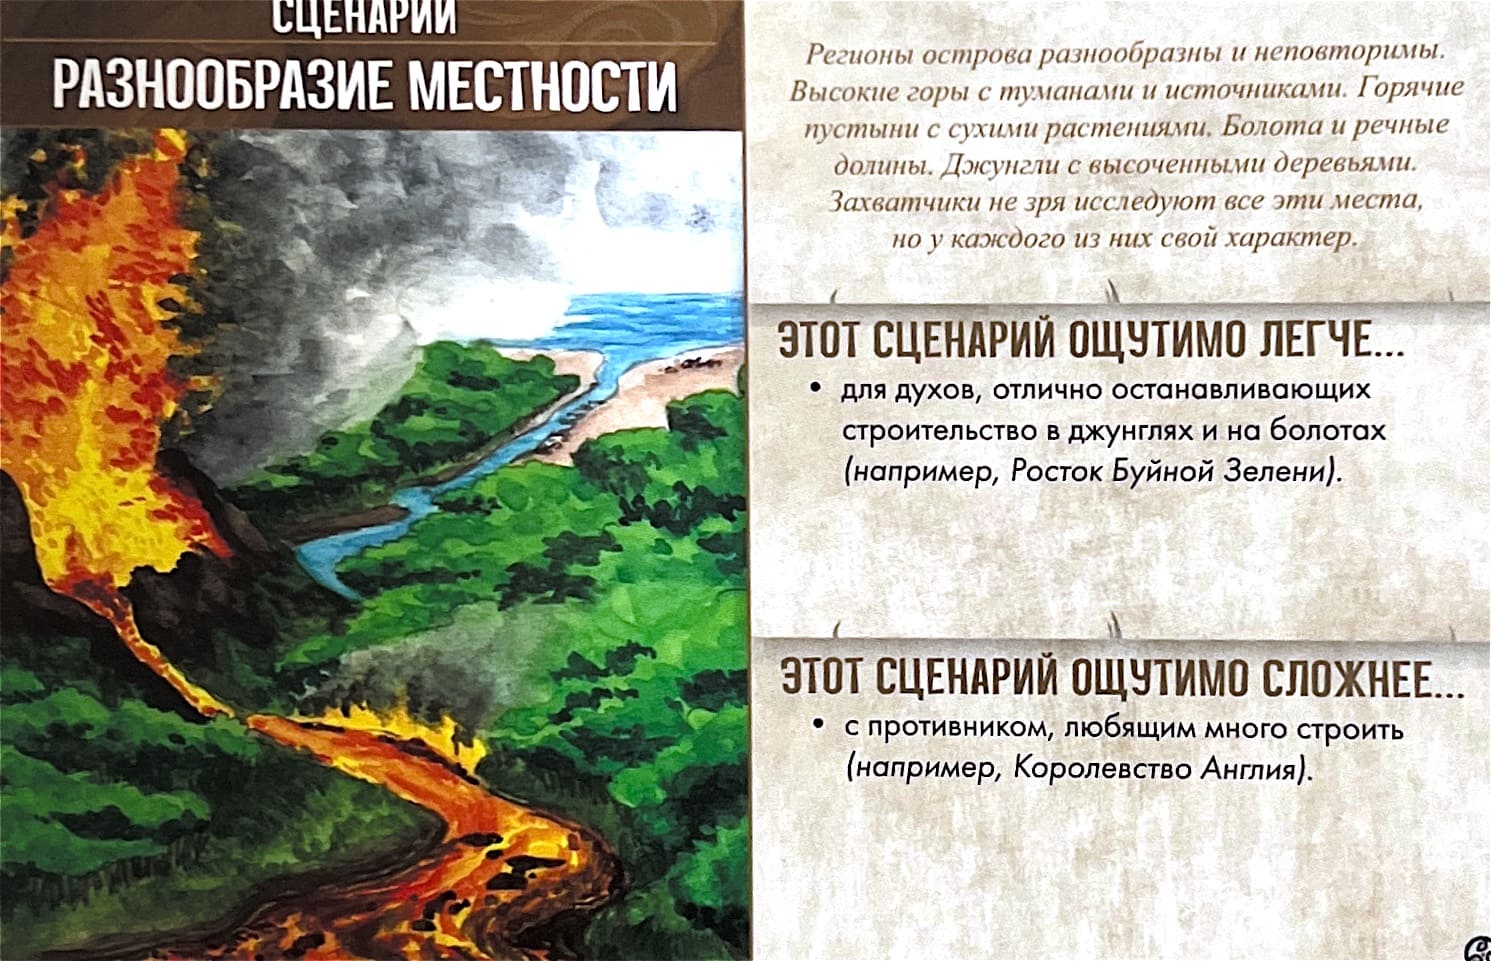 СЦЕНАРИЙ
РАЗНООБРАЗИЕ МЕСТНОСТИ
Регионы острова разнообразны и неповторимы.
Высокие горы с туманами и источниками. Горячие
пустыни с сухими растениями. Болота и речные
долины. Джунгли с высоченными деревьями.
Захватчики не зря исследуют все эти места,
но у каждого из них свой характер.
ЭТОТ СЦЕНАРИЙ ОЩУТИМО ЛЕГЧЕ...
• для духов, отлично останавливающих
строительство в джунглях и на болотах
(например, Росток Буйной Зелени).
ЭТОТ СЦЕНАРИЙ ОЩУТИМО СЛОЖНЕЕ...
• с противником, любящим много строить
(например, Королевство Англия).